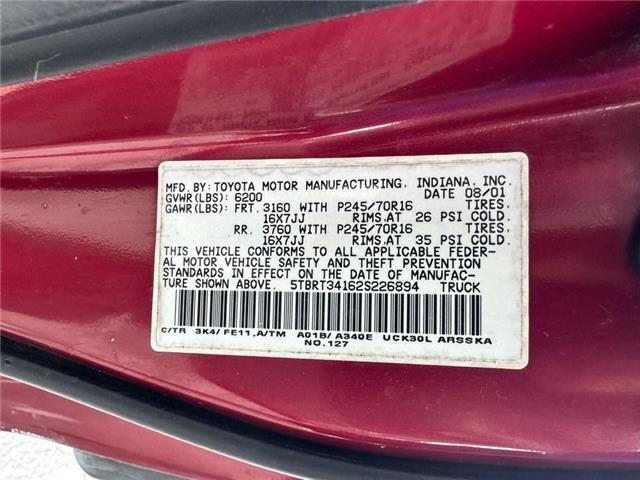 MFD. BY: TOYOTA MOTOR MANUFACTURING, INDIANA, INC.
GVWR(LBS): 6200 DATE 08/01
GAWR(LBS): FRT. 3160 WITH P245/70R16 TIRES,
16X7JJ RIMS.AT 26 PSI COLD.
RR. 3760 WITH P245/70R16 TIRES,
16X7JJ RIMS.AT 35 PSI COLD.
THIS VEHICLE CONFORMS TO ALL APPLICABLE FEDER-
AL MOTOR VEHICLE SAFETY AND THEFT PREVENTION
STANDARDS IN EFFECT ON THE DATE OF MANUFAC-
TURE SHOWN ABOVE. 5TBRT34162S226894 TRUCK
C/TR 3K4/FE11,A/TM A01B/A340E UCK30L ARSSKA
NO.127